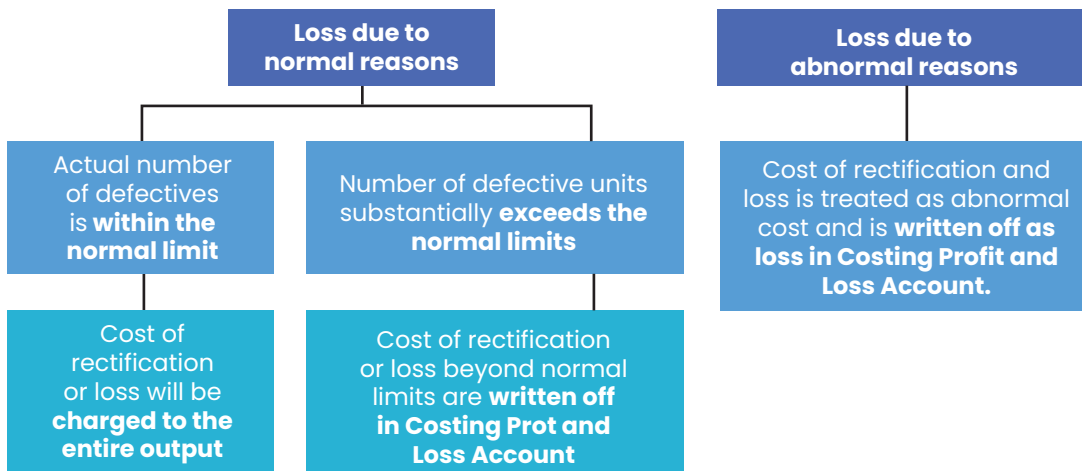 Loss due to
normal reasons
Loss due to
abnormal reasons
Actual number
of defectives
is within the
normal limit
Number of defective units
substantially exceeds the
normal limits
Cost of rectification and
loss is treated as abnormal
cost and is written off as
loss in Costing Profit and
Loss Account.
Cost of
rectification
or loss will be
charged to the
entire output
Cost of rectification
or loss beyond normal
limits are written off
in Costing Prot and
Loss Account